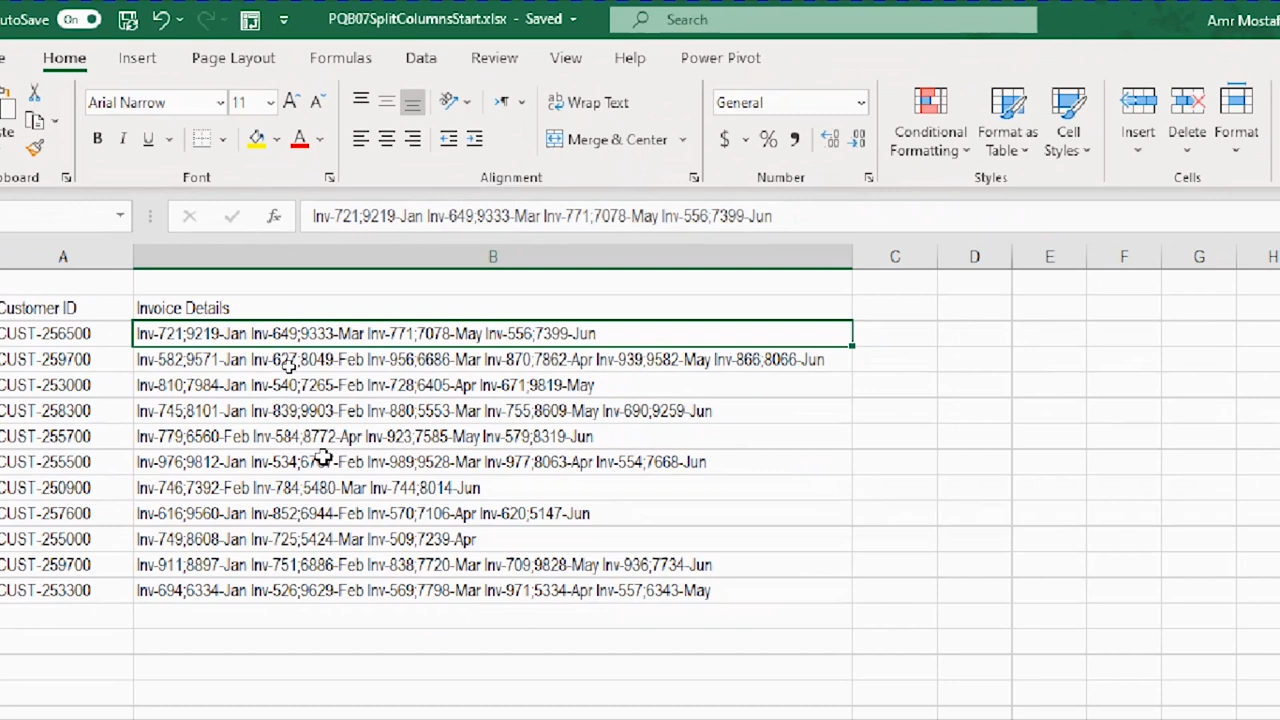 AutoSave On PQB07SplitColumnsStart.xlsx - Saved Search Amr Mostaf
Home Insert Page Layout Formulas Data Review View Help Power Pivot
Arial Narrow 11 Wrap Text General Conditional Formatting Format as Table Cell Styles Insert Delete Format
B I U Merge & Center $ %
board Font Alignment Number Styles Cells
fx Inv-721;9219-Jan Inv-649;9333-Mar Inv-771;7078-May Inv-556;7399-Jun
A B C D E F G H
Customer ID Invoice Details
CUST-256500 Inv-721;9219-Jan Inv-649;9333-Mar Inv-771;7078-May Inv-556;7399-Jun
CUST-259700 Inv-582;9571-Jan Inv-627;8049-Feb Inv-956;6686-Mar Inv-870;7862-Apr Inv-939;9582-May Inv-866;8066-Jun
CUST-253000 Inv-810;7984-Jan Inv-540;7265-Feb Inv-728;6405-Apr Inv-671;9819-May
CUST-258300 Inv-745;8101-Jan Inv-839;9903-Feb Inv-880;5553-Mar Inv-755;8609-May Inv-690;9259-Jun
CUST-255700 Inv-779;6560-Feb Inv-584;8772-Apr Inv-923;7585-May Inv-579;8319-Jun
CUST-255500 Inv-976;9812-Jan Inv-989;9528-Mar Inv-977;8063-Apr Inv-554;7668-Jun
CUST-250900 Inv-746;7392-Feb Inv-784;5480-Mar Inv-744;8014-Jun
CUST-257600 Inv-616;9560-Jan Inv-852;6944-Feb Inv-570;7106-Apr Inv-620;5147-Jun
CUST-255000 Inv-749;8608-Jan Inv-725;5424-Mar Inv-509;7239-Apr
CUST-259700 Inv-911;8897-Jan Inv-751;6886-Feb Inv-838;7720-Mar Inv-709;9828-May Inv-936;7734-Jun
CUST-253300 Inv-694;6334-Jan Inv-526;9629-Feb Inv-569;7798-Mar Inv-971;5334-Apr Inv-557;6343-May